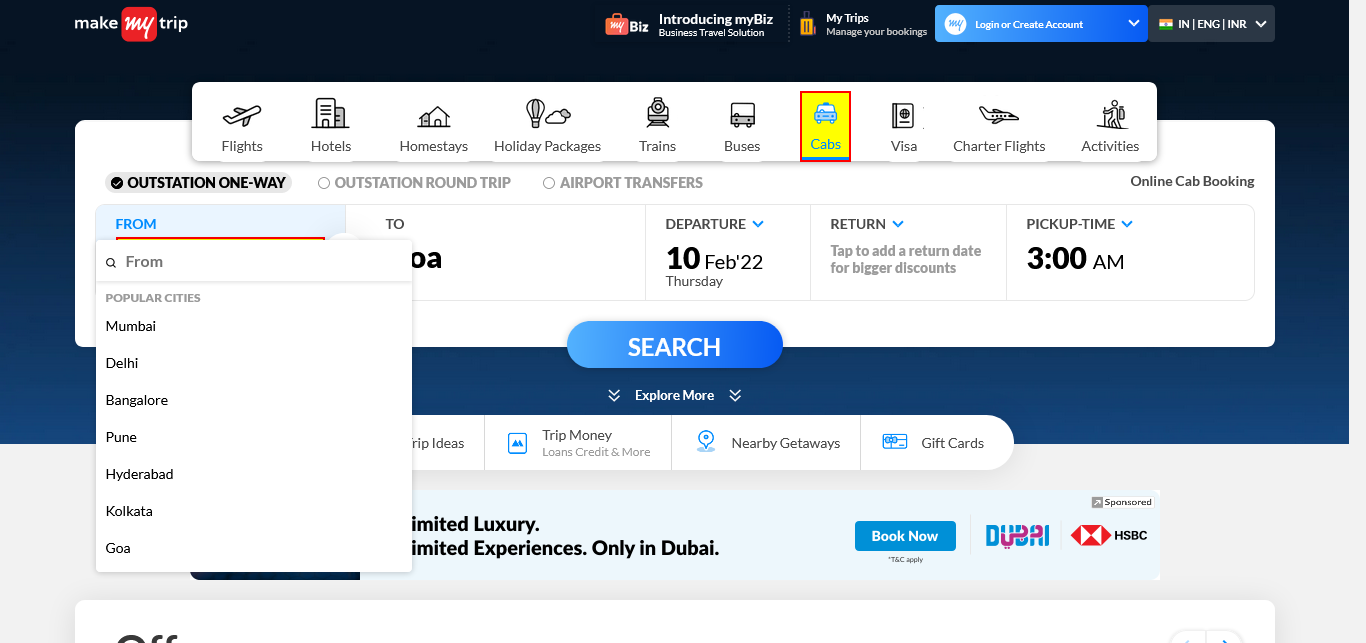 make my trip
my Biz
Introducing myBiz
Business Travel Solution
My Trips
Manage your bookings
my
Login or Create Account
IN | ENG | INR
Flights
Hotels
Homestays
Holiday Packages
Trains
Buses
Cabs
Visa
Charter Flights
Activities
OUTSTATION ONE-WAY
OUTSTATION ROUND TRIP
AIRPORT TRANSFERS
Online Cab Booking
FROM
TO
DEPARTURE
RETURN
PICKUP-TIME
From
oa
10 Feb'22
Thursday
Tap to add a return date
for bigger discounts
3:00 AM
POPULAR CITIES
Mumbai
Delhi
Bangalore
Pune
Hyderabad
Kolkata
Goa
SEARCH
Explore More
rip Ideas
Trip Money
Loans Credit & More
Nearby Getaways
Gift Cards
Sponsored
imited Luxury.
imited Experiences. Only in Dubai.
Book Now
*T&C apply
DUBAI
HSBC